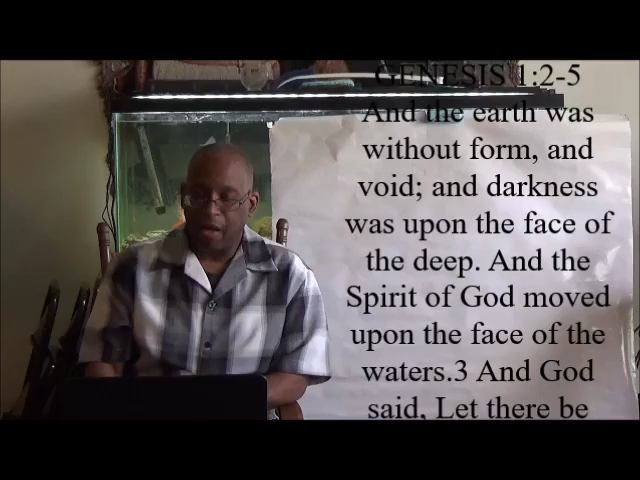 GENESIS 1:2-5
And the earth was
without form, and
void; and darkness
was upon the face of
the deep. And the
Spirit of God moved
upon the face of the
waters.3 And God
said, Let there be